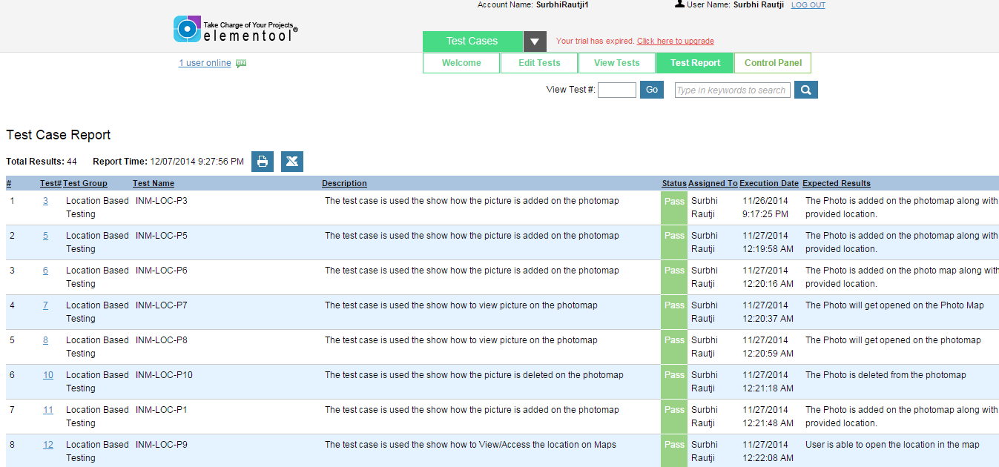 Account Name: SurbhiRautji1 User Name: Surbhi Rautji LOG OUT
Take Charge of Your Projects
elementool®
Test Cases Your trial has expired. Click here to upgrade
1 user online
Welcome Edit Tests View Tests Test Report Control Panel
View Test #: Go Type in keywords to search
Test Case Report
Total Results: 44 Report Time: 12/07/2014 9:27:56 PM
# Test# Test Group Test Name Description Status Assigned To Execution Date Expected Results
1 3 Location Based INM-LOC-P3 The test case is used the show how the picture is added on the photomap Pass Surbhi 11/26/2014 The Photo is added on the photomap along with
Testing Rautji 9:17:25 PM provided location.
2 5 Location Based INM-LOC-P5 The test case is used the show how the picture is added on the photomap Pass Surbhi 11/27/2014 The Photo is added on the photomap along with
Testing Rautji 12:19:58 AM provided location.
3 6 Location Based INM-LOC-P6 The test case is used the show how the picture is added on the photomap Pass Surbhi 11/27/2014 The Photo is added on the photo map along with
Testing Rautji 12:20:16 AM provided location.
4 7 Location Based INM-LOC-P7 The test case is used the show how to view picture on the photomap Pass Surbhi 11/27/2014 The Photo will get opened on the Photo Map
Testing Rautji 12:20:37 AM
5 8 Location Based INM-LOC-P8 The test case is used the show how to view picture on the photomap Pass Surbhi 11/27/2014 The Photo will get opened on the photomap
Testing Rautji 12:20:59 AM
6 10 Location Based INM-LOC-P10 The test case is used the show how the picture is deleted on the photomap Pass Surbhi 11/27/2014 The Photo is deleted from the photomap
Testing Rautji 12:21:18 AM
7 11 Location Based INM-LOC-P1 The test case is used the show how the picture is added on the photomap Pass Surbhi 11/27/2014 The Photo is added on the photomap along with
Testing Rautji 12:21:48 AM provided location.
8 12 Location Based INM-LOC-P9 The test case is used the show how to View/Access the location on Maps Pass Surbhi 11/27/2014 User is able to open the location in the map
Testing Rautji 12:22:08 AM